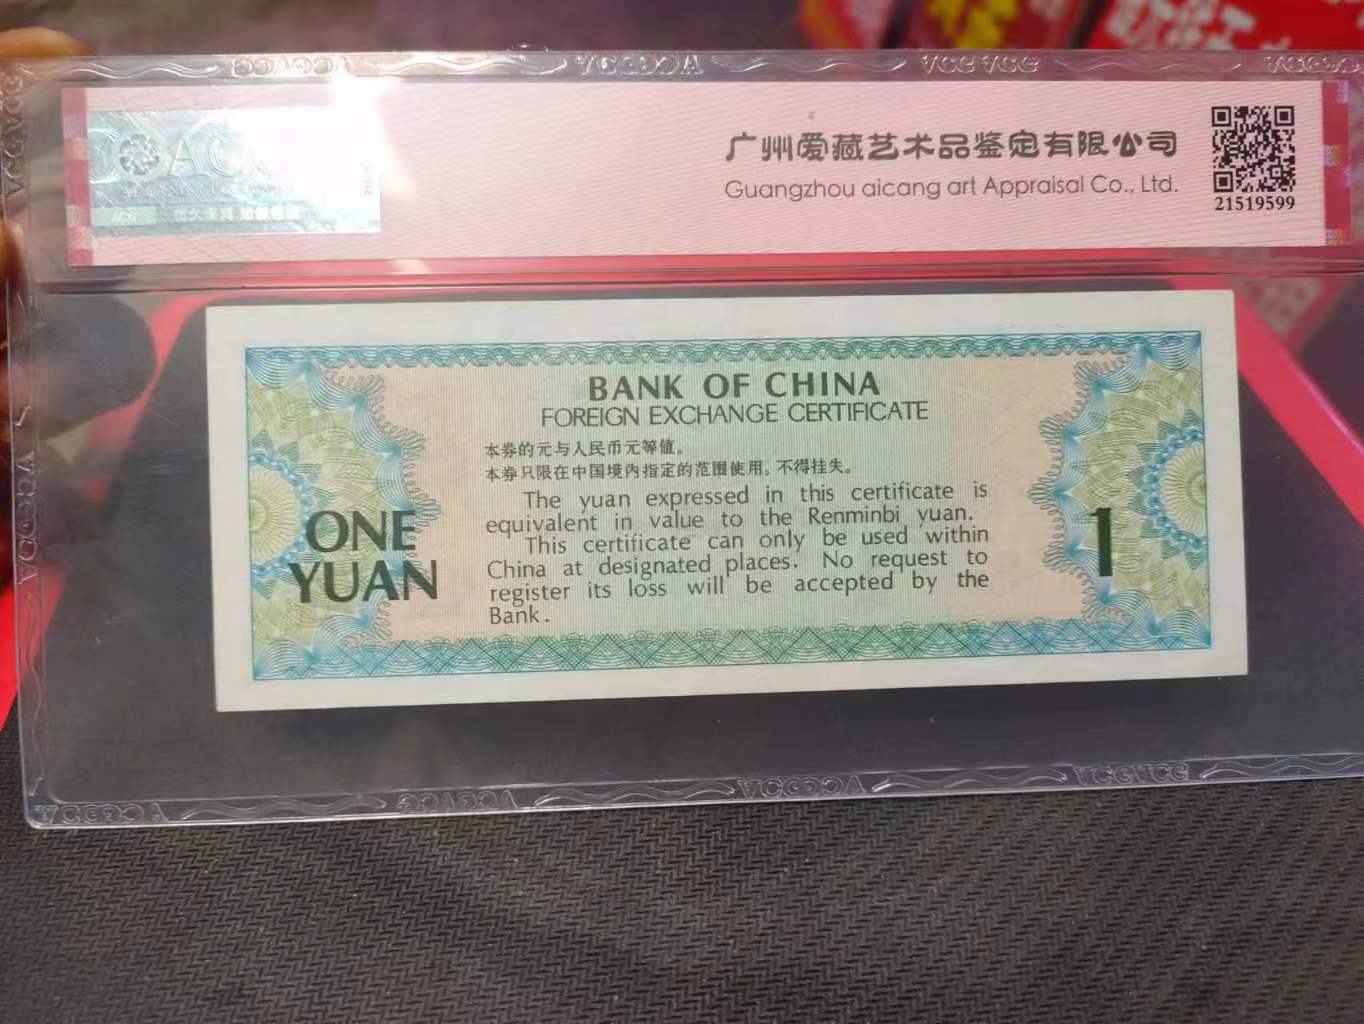 VCG VCG
广州爱藏艺术品鉴定有限公司
Guangzhou aicang art Appraisal Co., Ltd.
21519599
ACG
BANK OF CHINA
FOREIGN EXCHANGE CERTIFICATE
本券的元与人民币元等值。
本券只限在中国境内指定的范围使用。不得挂失。
The yuan expressed in this certificate is
equivalent in value to the Renminbi yuan.
This certificate can only be used within
China at designated places. No request to
register its loss will be accepted by the
Bank.
ONE
YUAN
1